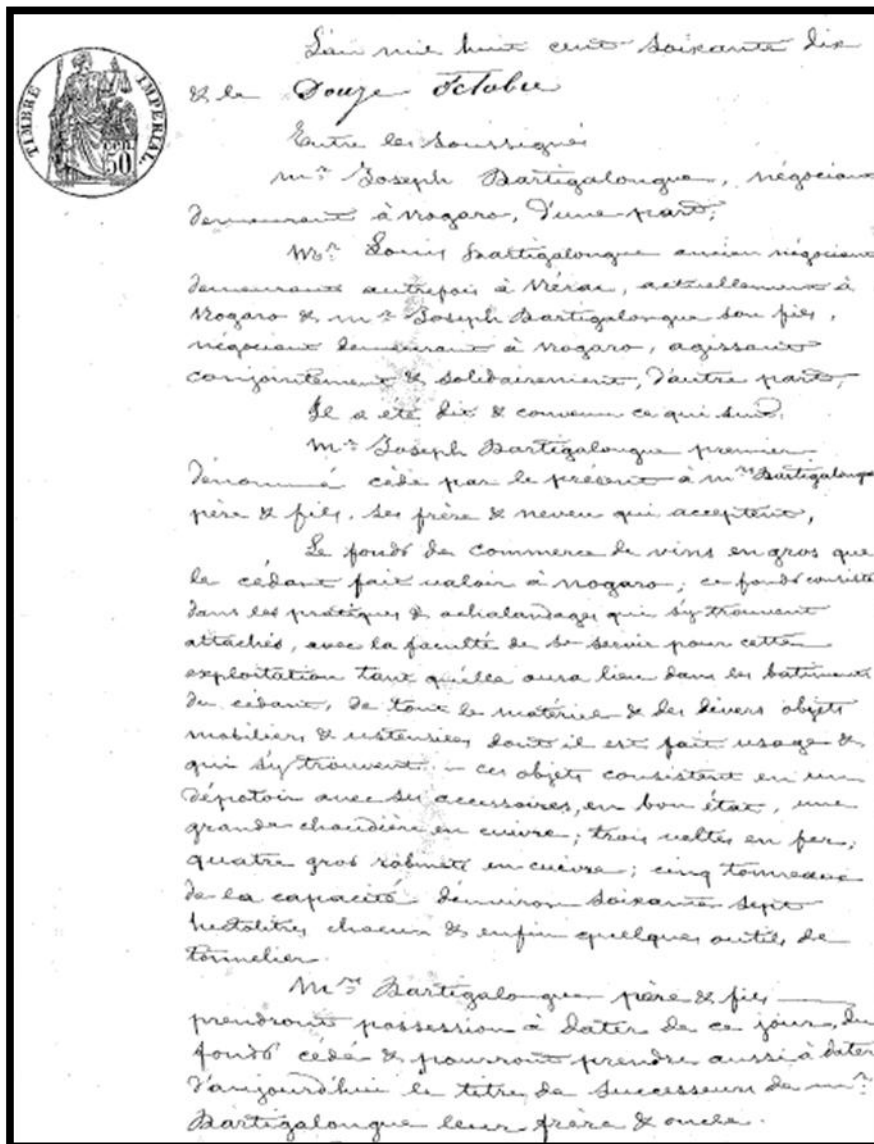 TIMBRE IMPERIAL
50 CEN
L'an mil huit cent soixante dix
& le Douze Octobre
Entre les soussignés
Mr Joseph Dartigalongue, négociant
demeurant à Nogaro, d'une part,
Mr Louis Dartigalongue ancien négociant
demeurant autrefois à Nérac, actuellement à
Nogaro & mr Joseph Dartigalongue son fils,
négociant demeurant à Nogaro, agissant
conjointement & solidairement, d'autre part,
Il a été dit & convenu ce qui suit.
Mr Joseph Dartigalongue premier
dénommé cède par le présent à mrs Dartigalongue
père & fils, ses frère & neveu qui acceptent,
Le fonds de commerce de vins en gros que
le cédant fait valoir à Nogaro; ce fonds consiste
dans les pratiques & achalandages qui s'y trouvent
attachés, avec la faculté de se servir pour cette
exploitation tant qu'elle aura lieu dans les batiments
du cédant, de tout le matériel & des divers objets
mobiliers & ustensiles dont il est fait usage &
qui s'y trouvent. - ces objets consistent en un
dépotoir avec ses accessoires, en bon état, une
grande chaudière en cuivre; trois veltes en fer;
quatre gros robinets en cuivre; cinq tonneaux
de la capacité d'environ soixante sept
hectolitres chacun & enfin quelques outils de
tonnelier.
Mrs Dartigalongue père & fils
prendront possession à dater de ce jour, du
fonds cédé & pourront prendre aussi à dater
d'aujourd'hui le titre de successeurs de mr
Dartigalongue leur frère & oncle.